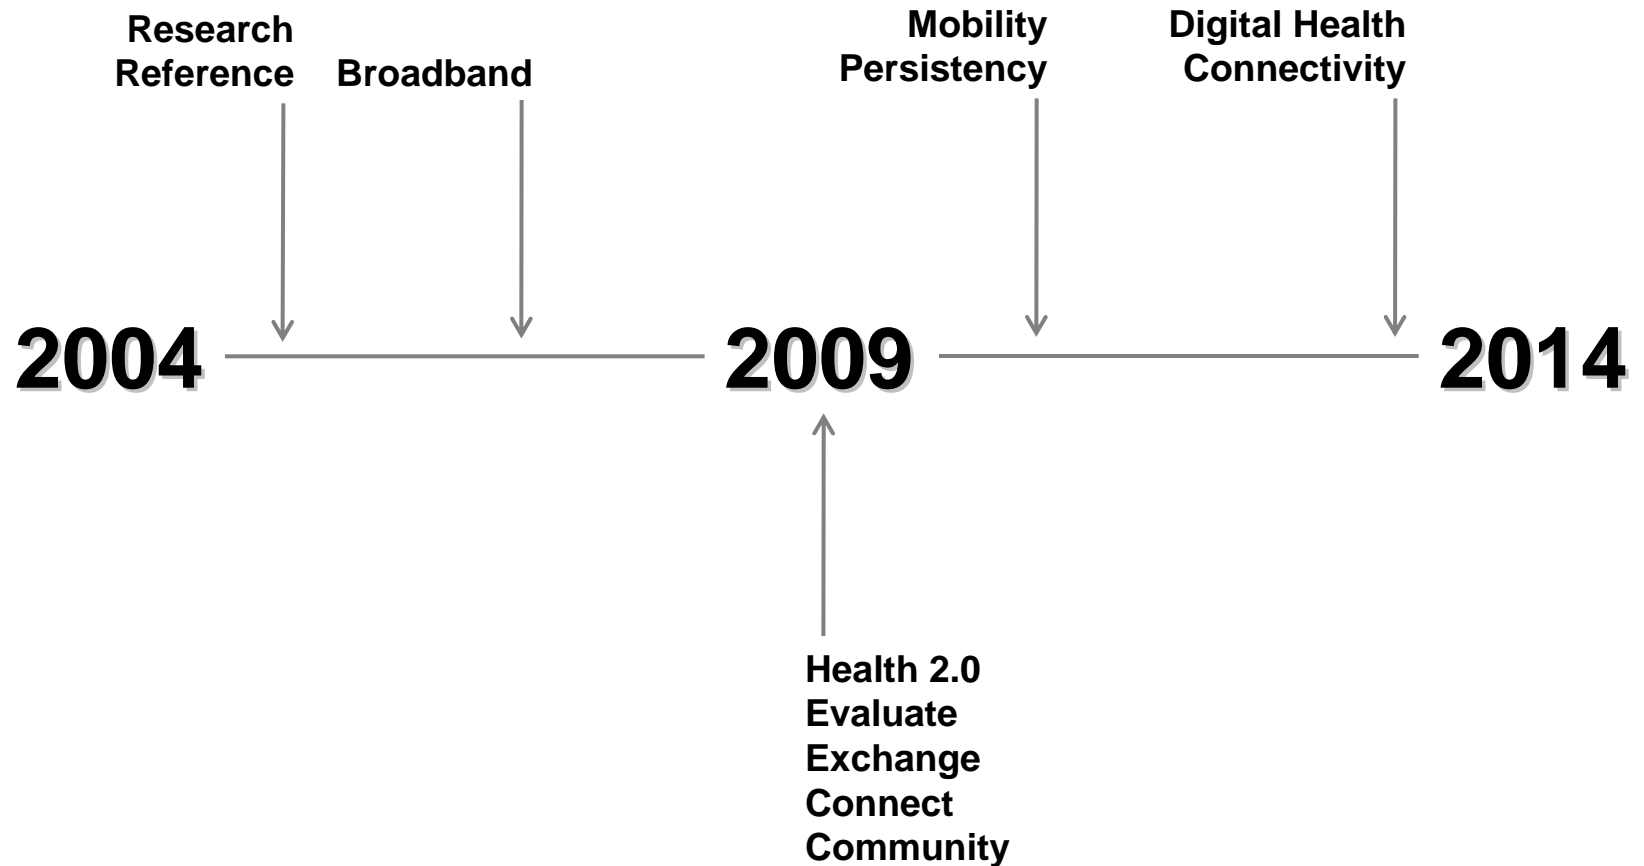 Research
Reference
Broadband
Mobility
Persistency
Digital Health
Connectivity
2004
2009
2014
Health 2.0
Evaluate
Exchange
Connect
Community